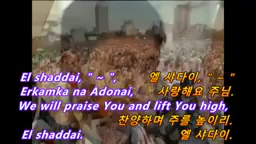 El shaddai, " ~ ", 엘 샤다이, " ~ "
Erkamka na Adonai, 사랑해요 주님.
We will praise You and lift You high,
찬양하며 주를 높이리.
El shaddai. 엘 샤다이.